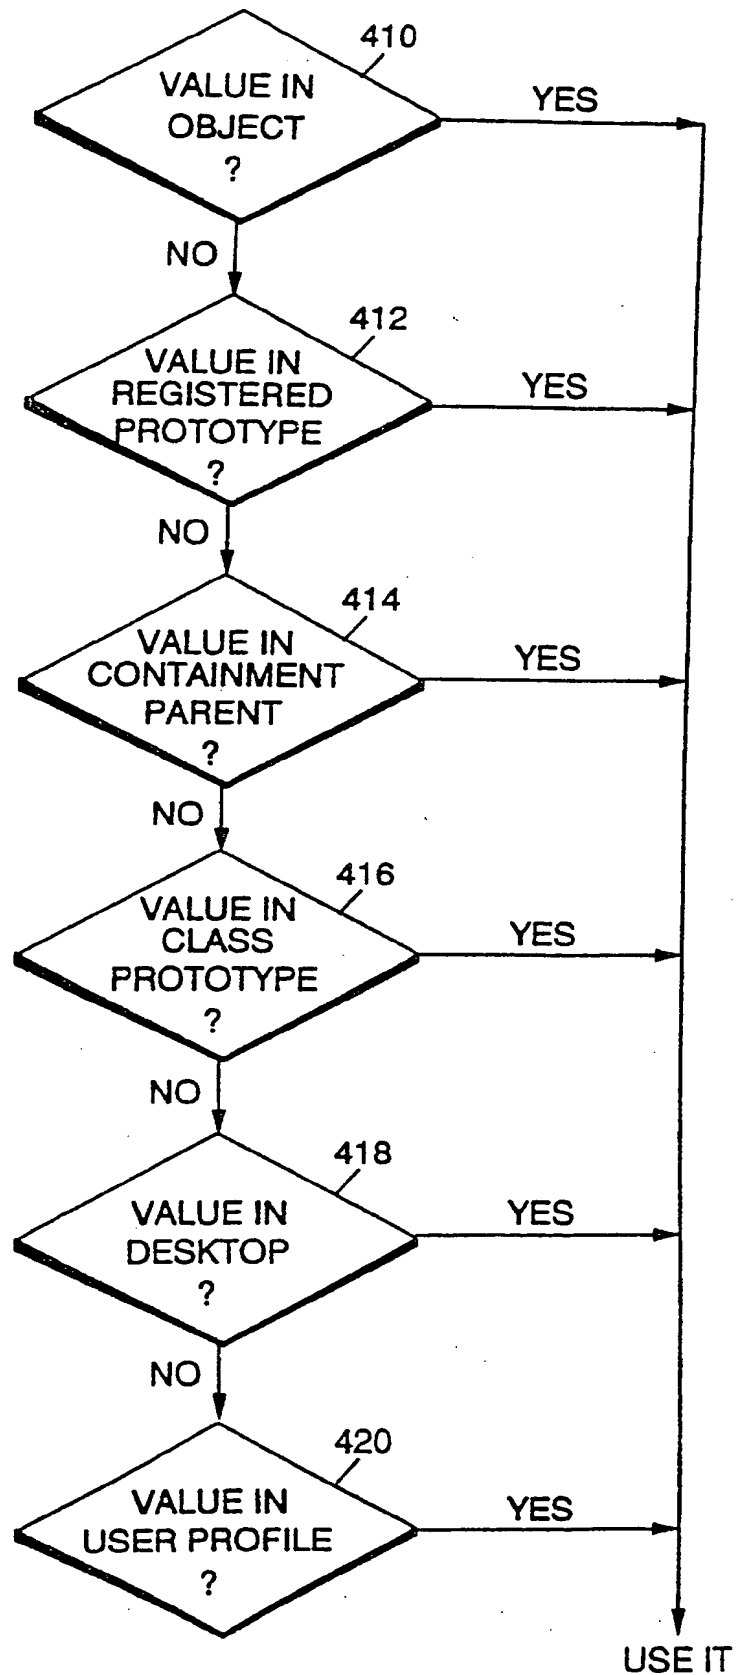 410
VALUE IN
OBJECT
?
YES
NO
412
VALUE IN
REGISTERED
PROTOTYPE
?
YES
NO
414
VALUE IN
CONTAINMENT
PARENT
?
YES
NO
416
VALUE IN
CLASS
PROTOTYPE
?
YES
NO
418
VALUE IN
DESKTOP
?
YES
NO
420
VALUE IN
USER PROFILE
?
YES
USE IT